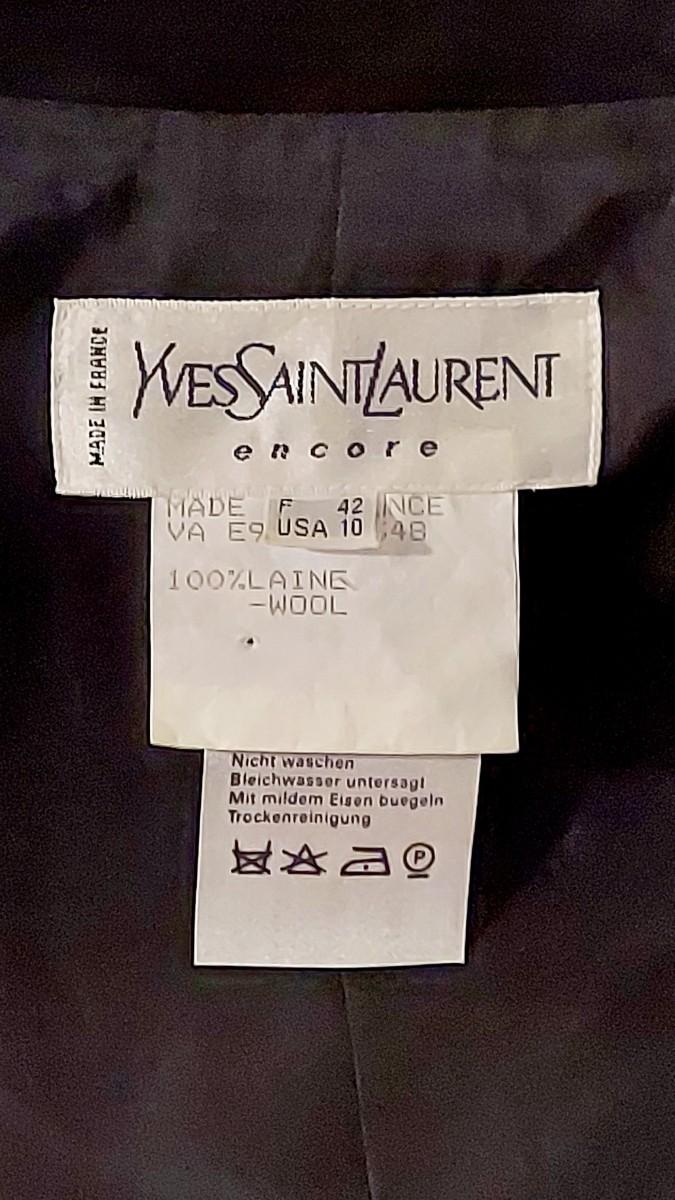 MADE IN FRANCE
YVESSAINTLAURENT
encore
MADE F 42 NCE
VA E9 USA 10 48
100%LAINE
-WOOL
Nicht waschen
Bleichwasser untersagt
Mit mildem Eisen buegeln
Trockenreinigung
P